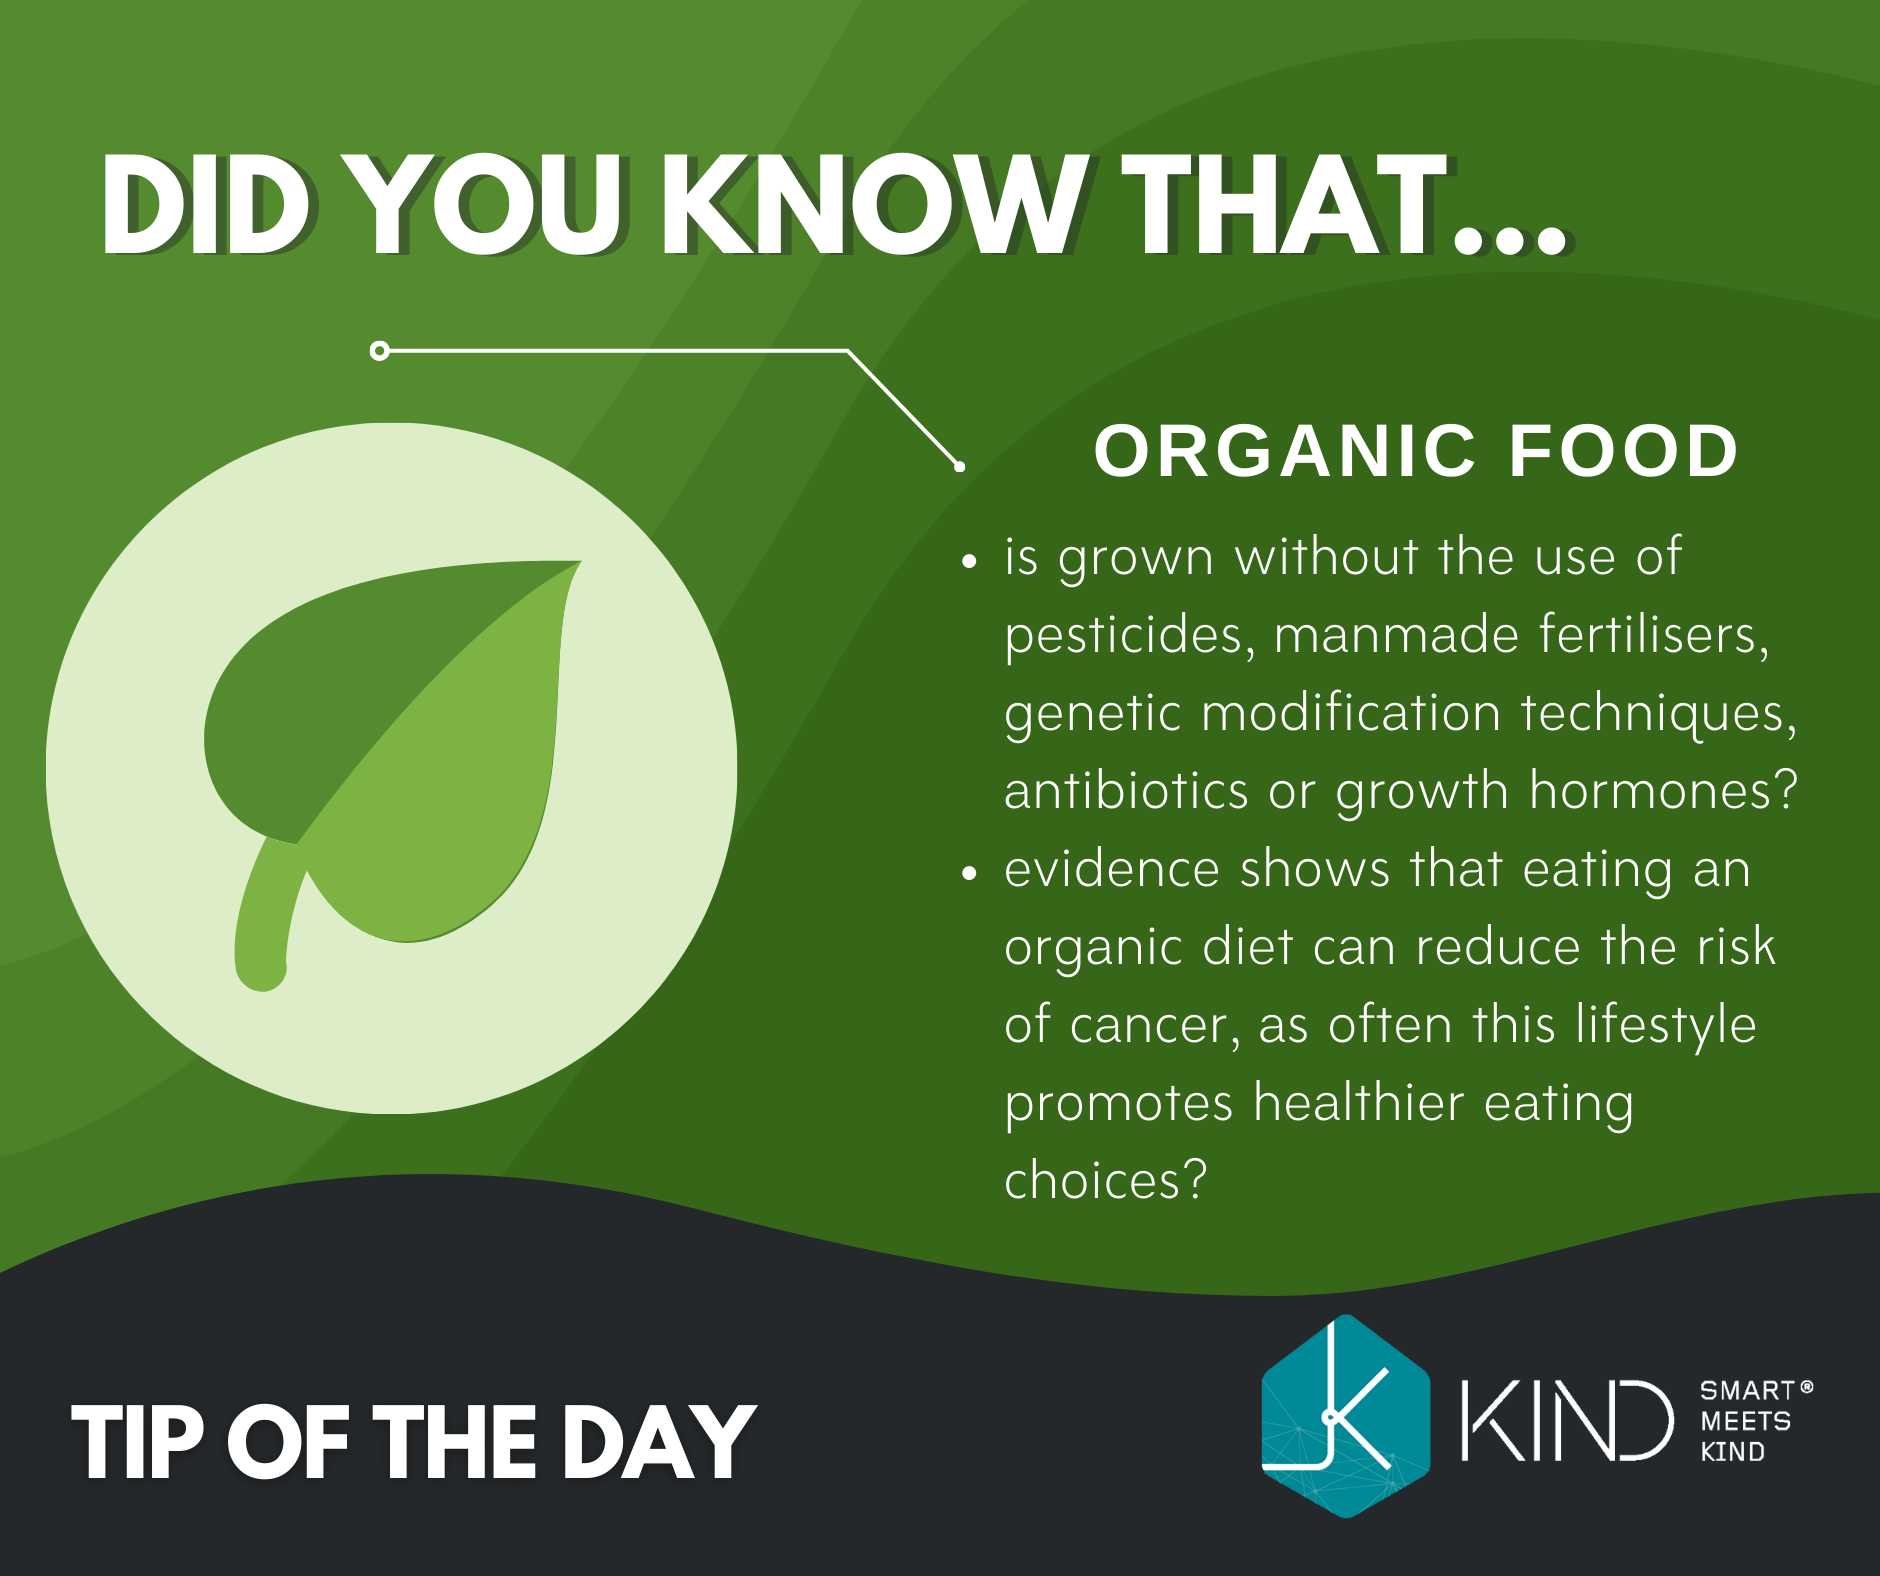 DID YOU KNOW THAT...
ORGANIC FOOD
• is grown without the use of
pesticides, manmade fertilisers,
genetic modification techniques,
antibiotics or growth hormones?
• evidence shows that eating an
organic diet can reduce the risk
of cancer, as often this lifestyle
promotes healthier eating
choices?
TIP OF THE DAY
KIND
SMART®
MEETS
KIND